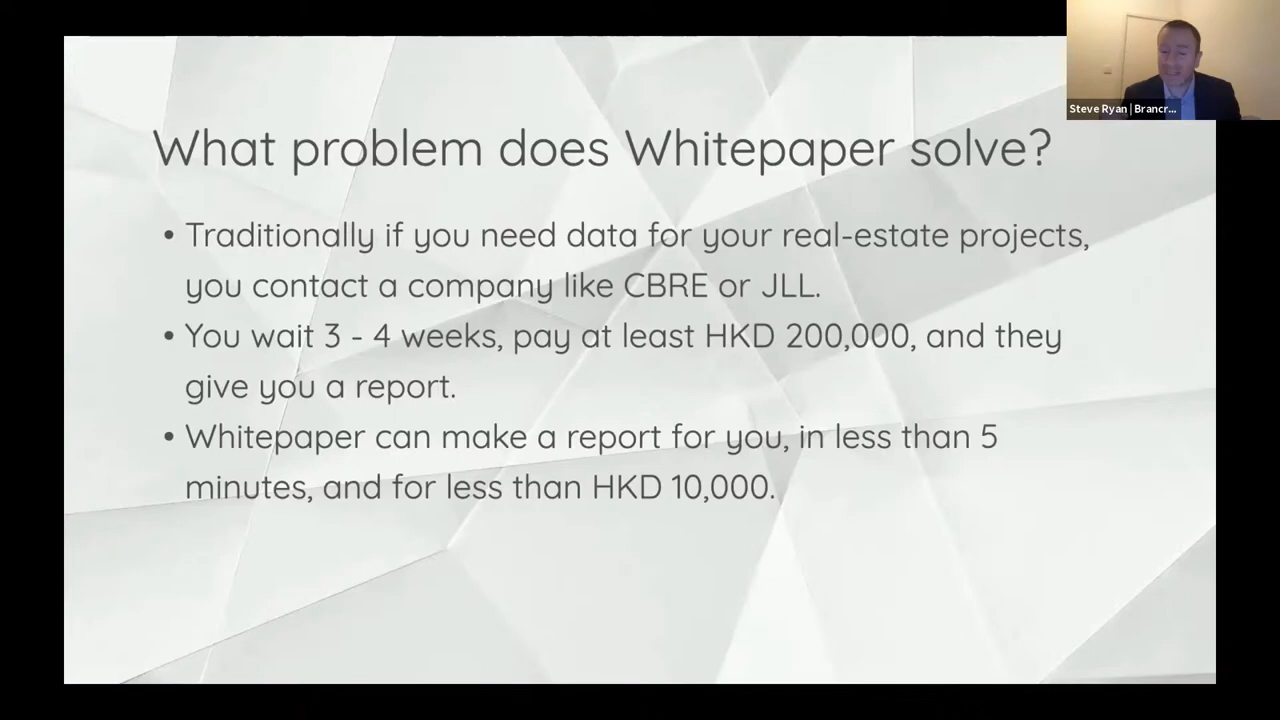 What problem does Whitepaper solve?
• Traditionally if you need data for your real-estate projects,
you contact a company like CBRE or JLL.
• You wait 3 - 4 weeks, pay at least HKD 200,000, and they
give you a report.
• Whitepaper can make a report for you, in less than 5
minutes, and for less than HKD 10,000.
Steve Ryan | Brancr...